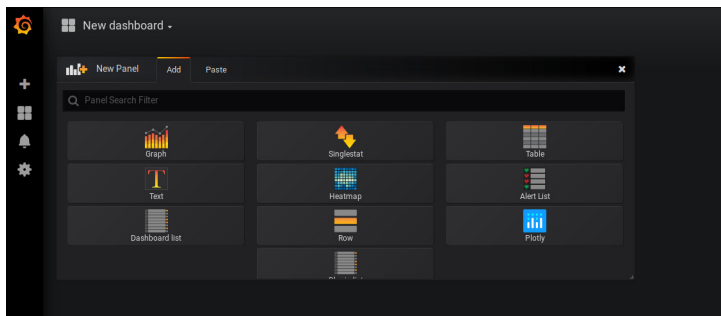 New dashboard
New Panel Add Paste
Panel Search Filter
Graph Singlestat Table
Text Heatmap Alert List
Dashboard list Row Plotly